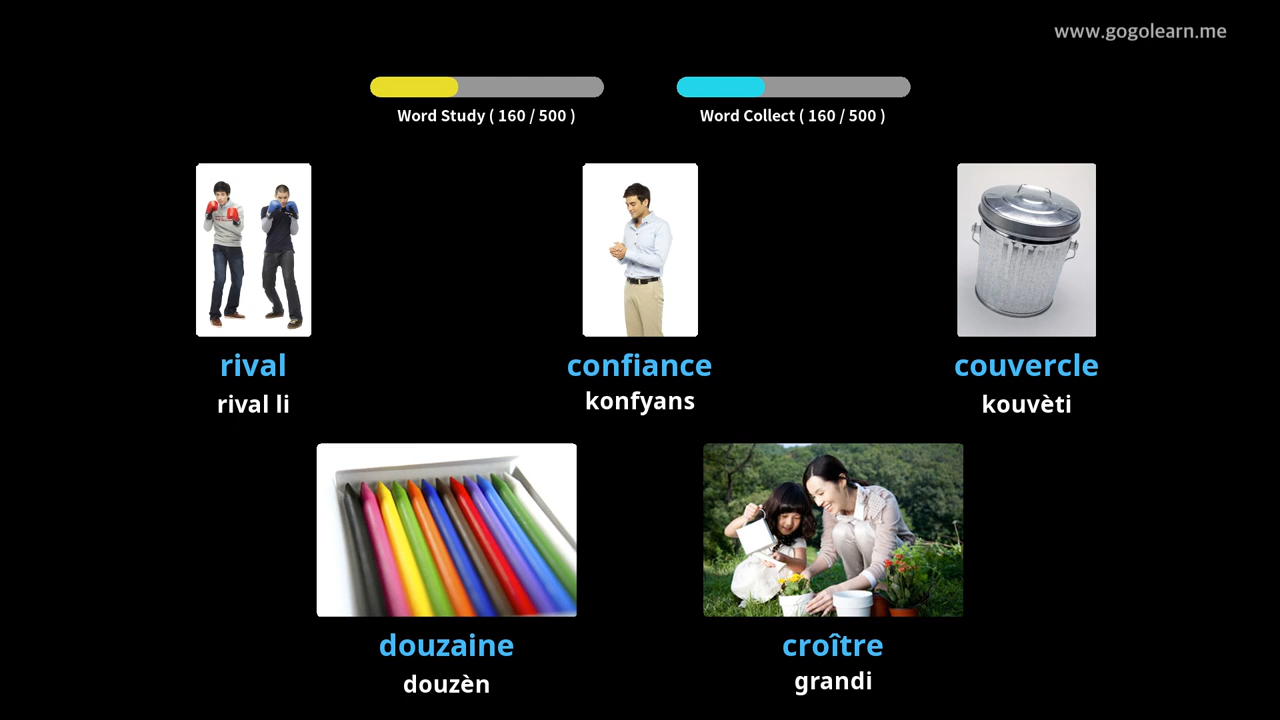 www.gogolearn.me
Word Study ( 160 / 500 )
Word Collect ( 160 / 500 )
rival
rival li
confiance
konfyans
couvercle
kouvèti
douzaine
douzèn
croître
grandi